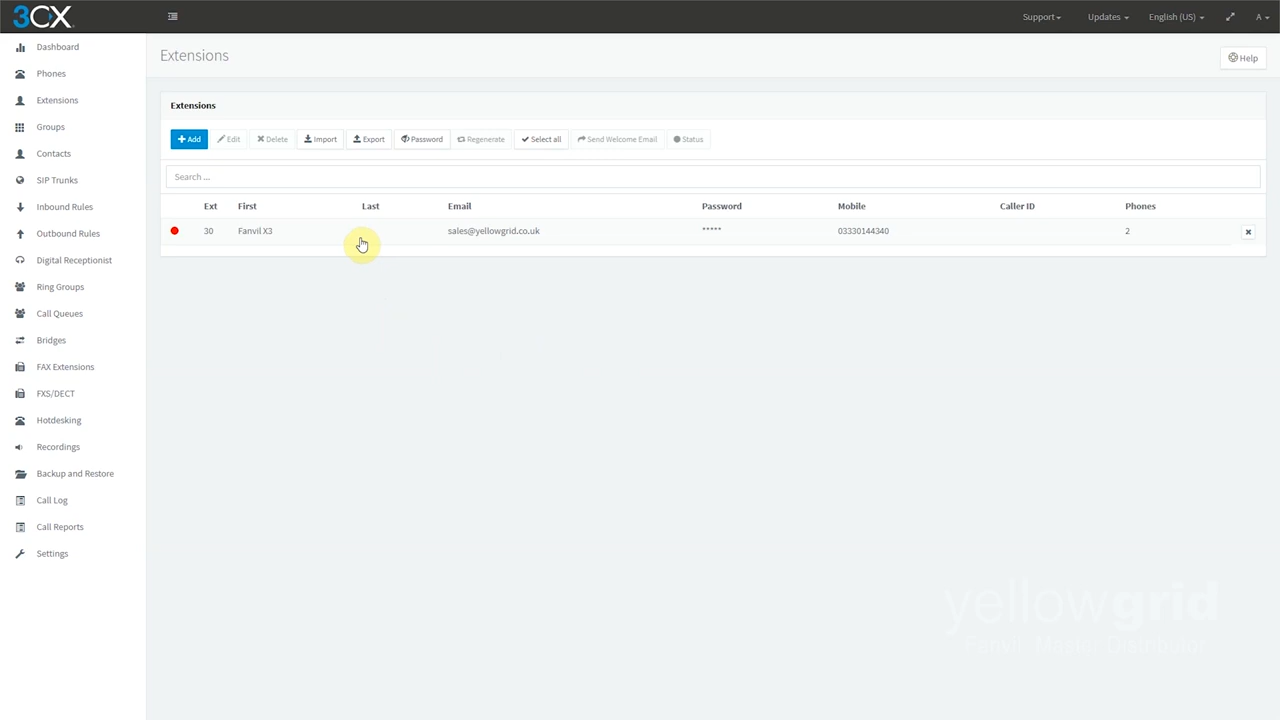 3CX
Support
Updates
English (US)
A
Dashboard
Phones
Extensions
Groups
Contacts
SIP Trunks
Inbound Rules
Outbound Rules
Digital Receptionist
Ring Groups
Call Queues
Bridges
FAX Extensions
FXS/DECT
Hotdesking
Recordings
Backup and Restore
Call Log
Call Reports
Settings
Extensions
Help
Extensions
Add Edit Delete Import Export Password Regenerate Select all Send Welcome Email Status
Search ...
Ext First Last Email Password Mobile Caller ID Phones
30 Fanvil X3 sales@yellowgrid.co.uk ***** 03330144340 2
yellowgrid
Fanvil Master Distributor